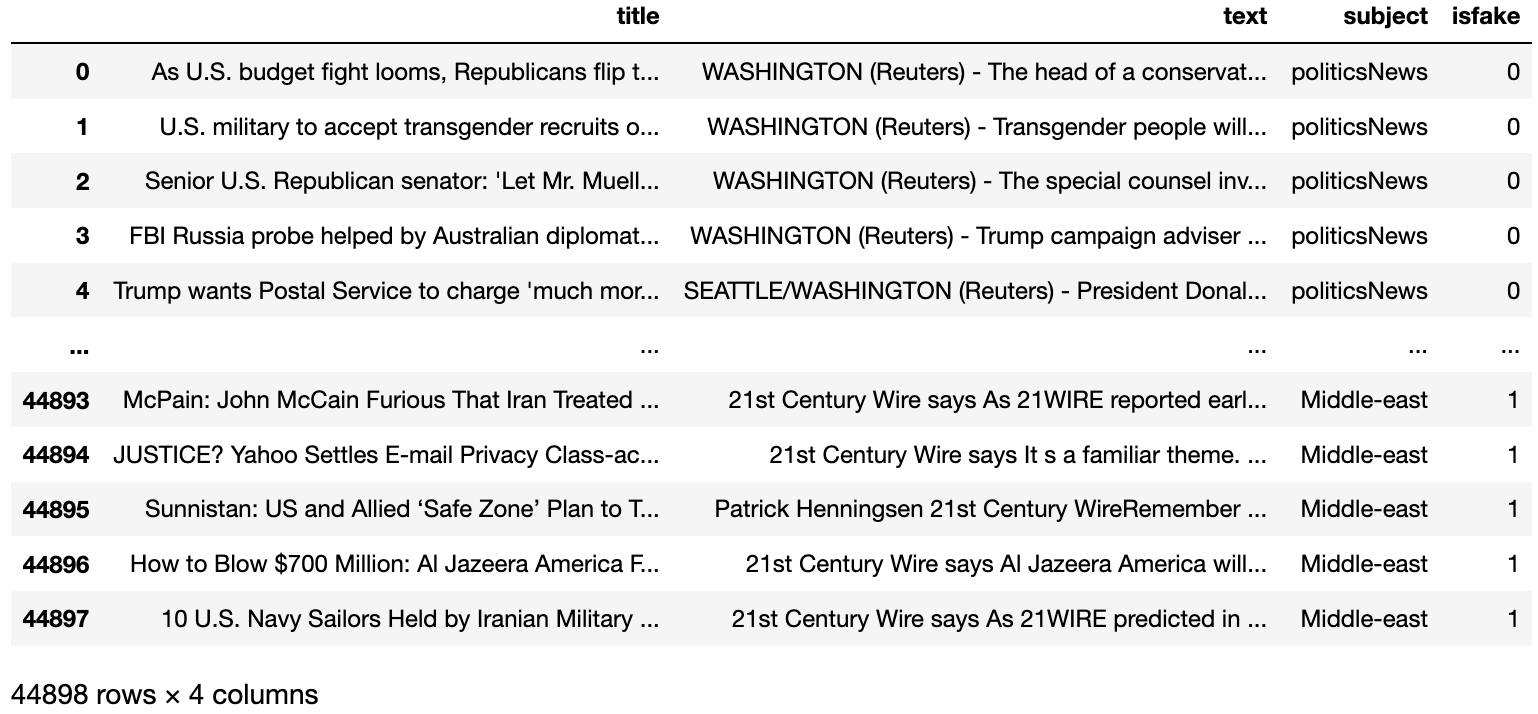 title text subject isfake
0 As U.S. budget fight looms, Republicans flip t... WASHINGTON (Reuters) - The head of a conservat... politicsNews 0
1 U.S. military to accept transgender recruits o... WASHINGTON (Reuters) - Transgender people will... politicsNews 0
2 Senior U.S. Republican senator: 'Let Mr. Muell... WASHINGTON (Reuters) - The special counsel inv... politicsNews 0
3 FBI Russia probe helped by Australian diplomat... WASHINGTON (Reuters) - Trump campaign adviser ... politicsNews 0
4 Trump wants Postal Service to charge 'much mor... SEATTLE/WASHINGTON (Reuters) - President Donal... politicsNews 0
... ... ... ... ...
44893 McPain: John McCain Furious That Iran Treated ... 21st Century Wire says As 21WIRE reported earl... Middle-east 1
44894 JUSTICE? Yahoo Settles E-mail Privacy Class-ac... 21st Century Wire says It s a familiar theme. ... Middle-east 1
44895 Sunnistan: US and Allied ‘Safe Zone’ Plan to T... Patrick Henningsen 21st Century WireRemember ... Middle-east 1
44896 How to Blow $700 Million: Al Jazeera America F... 21st Century Wire says Al Jazeera America will... Middle-east 1
44897 10 U.S. Navy Sailors Held by Iranian Military ... 21st Century Wire says As 21WIRE predicted in ... Middle-east 1
44898 rows × 4 columns